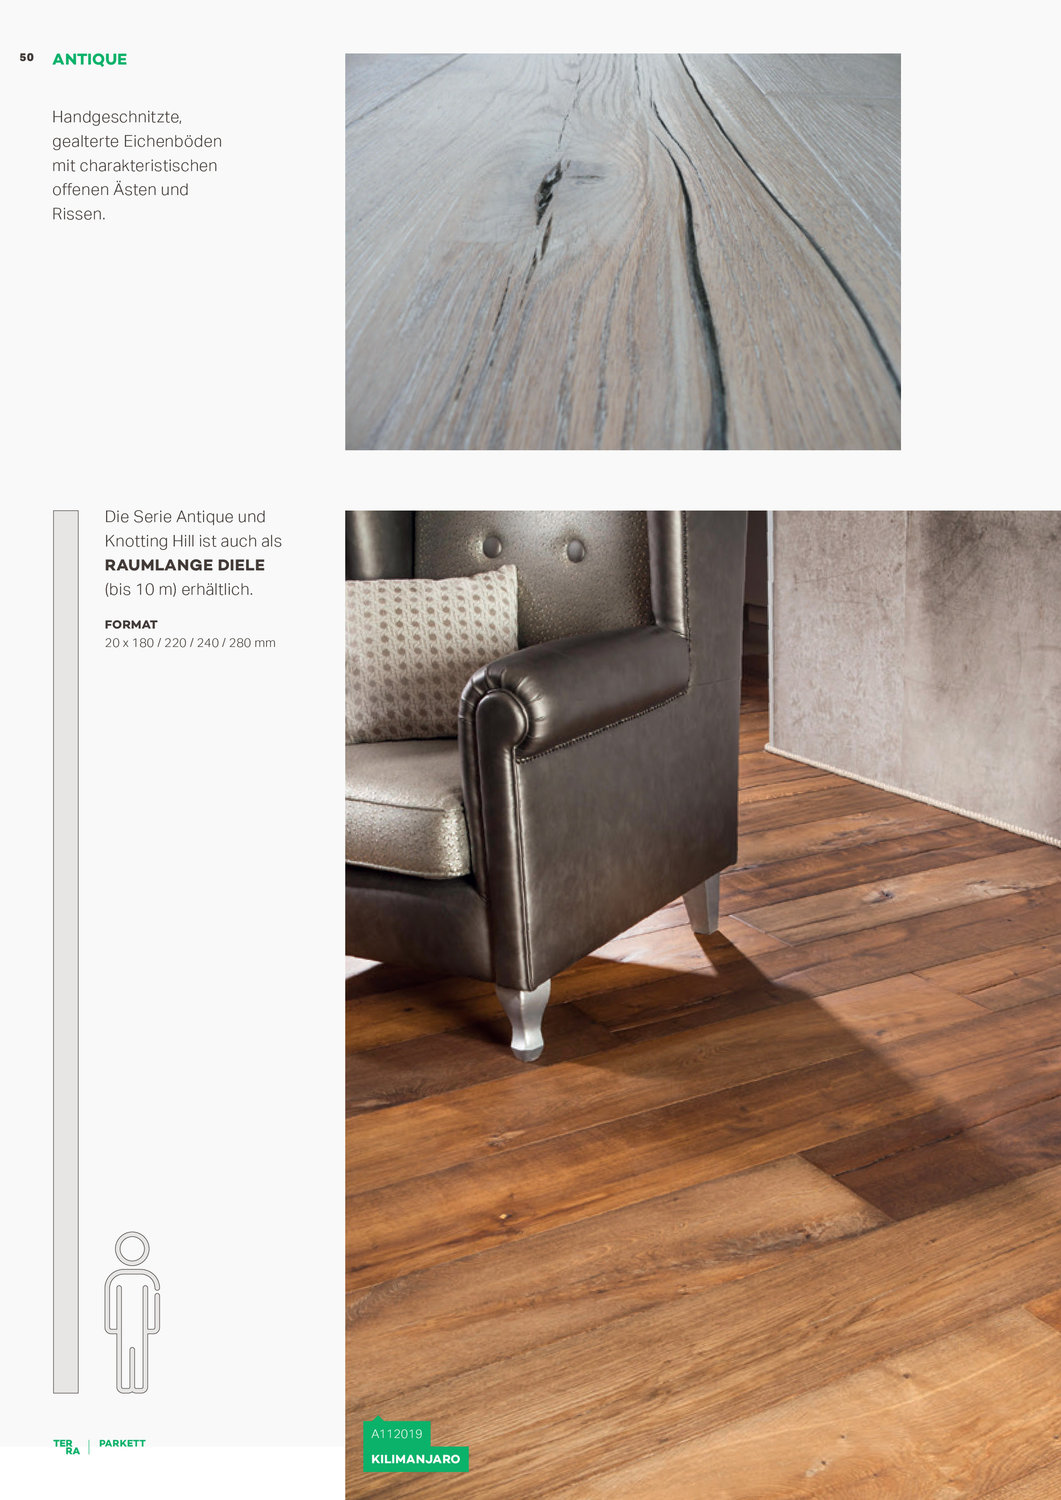 50
ANTIQUE
Handgeschnitzte,
gealterte Eichenböden
mit charakteristischen
offenen Ästen und
Rissen.
Die Serie Antique und
Knotting Hill ist auch als
RAUMLANGE DIELE
(bis 10 m) erhältlich.
FORMAT
20 x 180 / 220 / 240 / 280 mm
A112019
KILIMANJARO
TER
RA
PARKETT